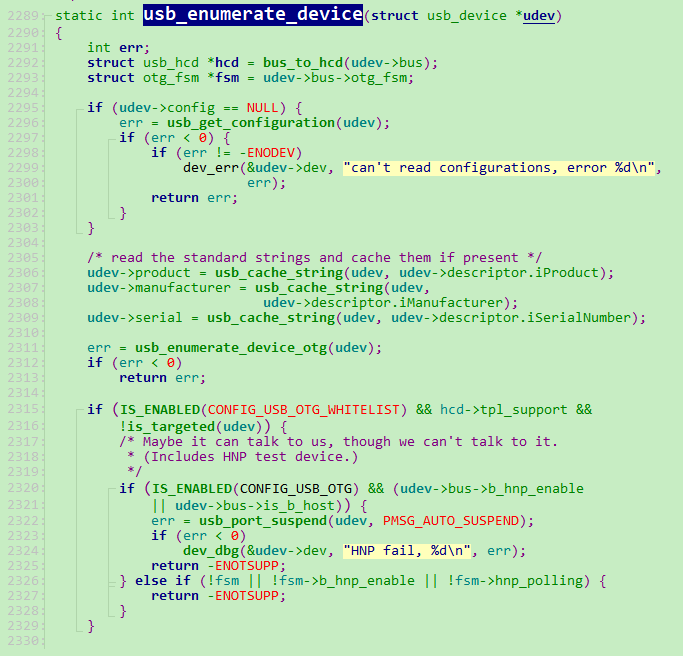 2289: static int usb_enumerate_device(struct usb_device *udev)
2290: {
2291:     int err;
2292:     struct usb_hcd *hcd = bus_to_hcd(udev->bus);
2293:     struct otg_fsm *fsm = udev->bus->otg_fsm;
2294:
2295:     if (udev->config == NULL) {
2296:         err = usb_get_configuration(udev);
2297:         if (err < 0) {
2298:             if (err != -ENODEV)
2299:                 dev_err(&udev->dev, "can't read configurations, error %d\n",
2300:                         err);
2301:             return err;
2302:         }
2303:     }
2304:
2305:     /* read the standard strings and cache them if present */
2306:     udev->product = usb_cache_string(udev, udev->descriptor.iProduct);
2307:     udev->manufacturer = usb_cache_string(udev,
2308:                           udev->descriptor.iManufacturer);
2309:     udev->serial = usb_cache_string(udev, udev->descriptor.iSerialNumber);
2310:
2311:     err = usb_enumerate_device_otg(udev);
2312:     if (err < 0)
2313:         return err;
2314:
2315:     if (IS_ENABLED(CONFIG_USB_OTG_WHITELIST) && hcd->tpl_support &&
2316:         !is_targeted(udev)) {
2317:         /* Maybe it can talk to us, though we can't talk to it.
2318:          * (Includes HNP test device.)
2319:          */
2320:         if (IS_ENABLED(CONFIG_USB_OTG) && (udev->bus->b_hnp_enable
2321:             || udev->bus->is_b_host)) {
2322:             err = usb_port_suspend(udev, PMSG_AUTO_SUSPEND);
2323:             if (err < 0)
2324:                 dev_dbg(&udev->dev, "HNP fail, %d\n", err);
2325:             return -ENOTSUPP;
2326:         } else if (!fsm || !fsm->b_hnp_enable || !fsm->hnp_polling) {
2327:             return -ENOTSUPP;
2328:         }
2329:     }
2330: